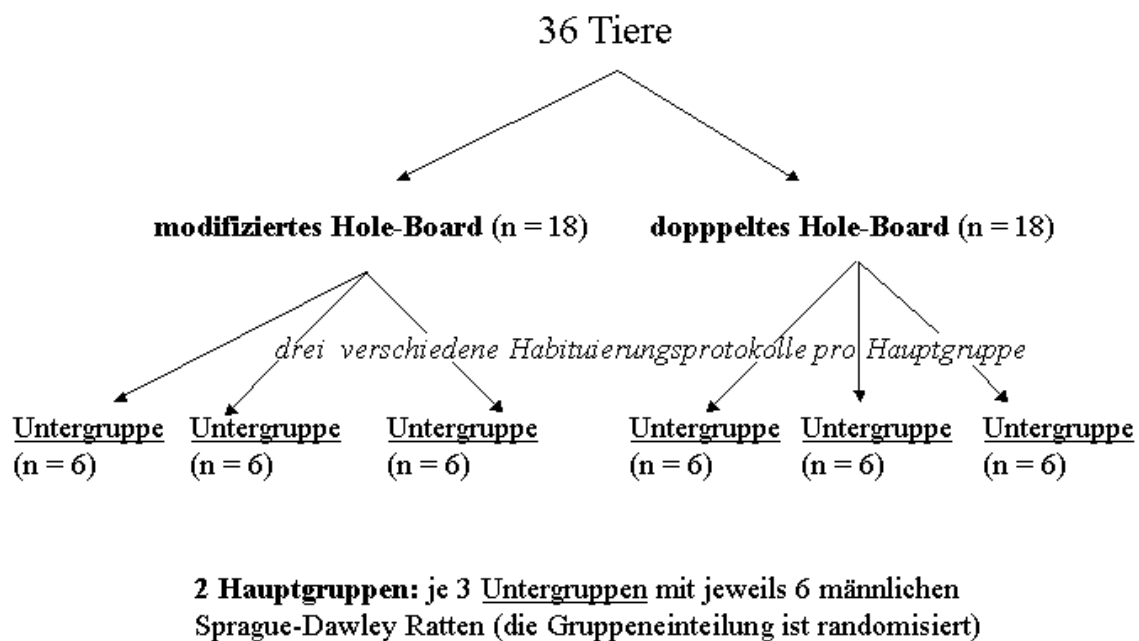 36 Tiere
modifiziertes Hole-Board (n = 18) dopppeltes Hole-Board (n = 18)
drei verschiedene Habituierungsprotokolle pro Hauptgruppe
Untergruppe Untergruppe Untergruppe Untergruppe Untergruppe Untergruppe
(n = 6) (n = 6) (n = 6) (n = 6) (n = 6) (n = 6)
2 Hauptgruppen: je 3 Untergruppen mit jeweils 6 männlichen
Sprague-Dawley Ratten (die Gruppeneinteilung ist randomisiert)